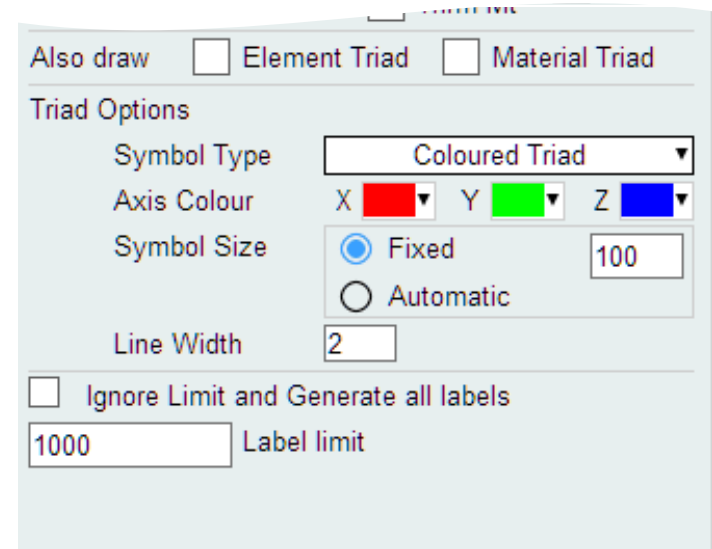 Also draw Element Triad Material Triad
Triad Options
Symbol Type Coloured Triad
Axis Colour X Y Z
Symbol Size Fixed 100
Automatic
Line Width 2
Ignore Limit and Generate all labels
1000 Label limit